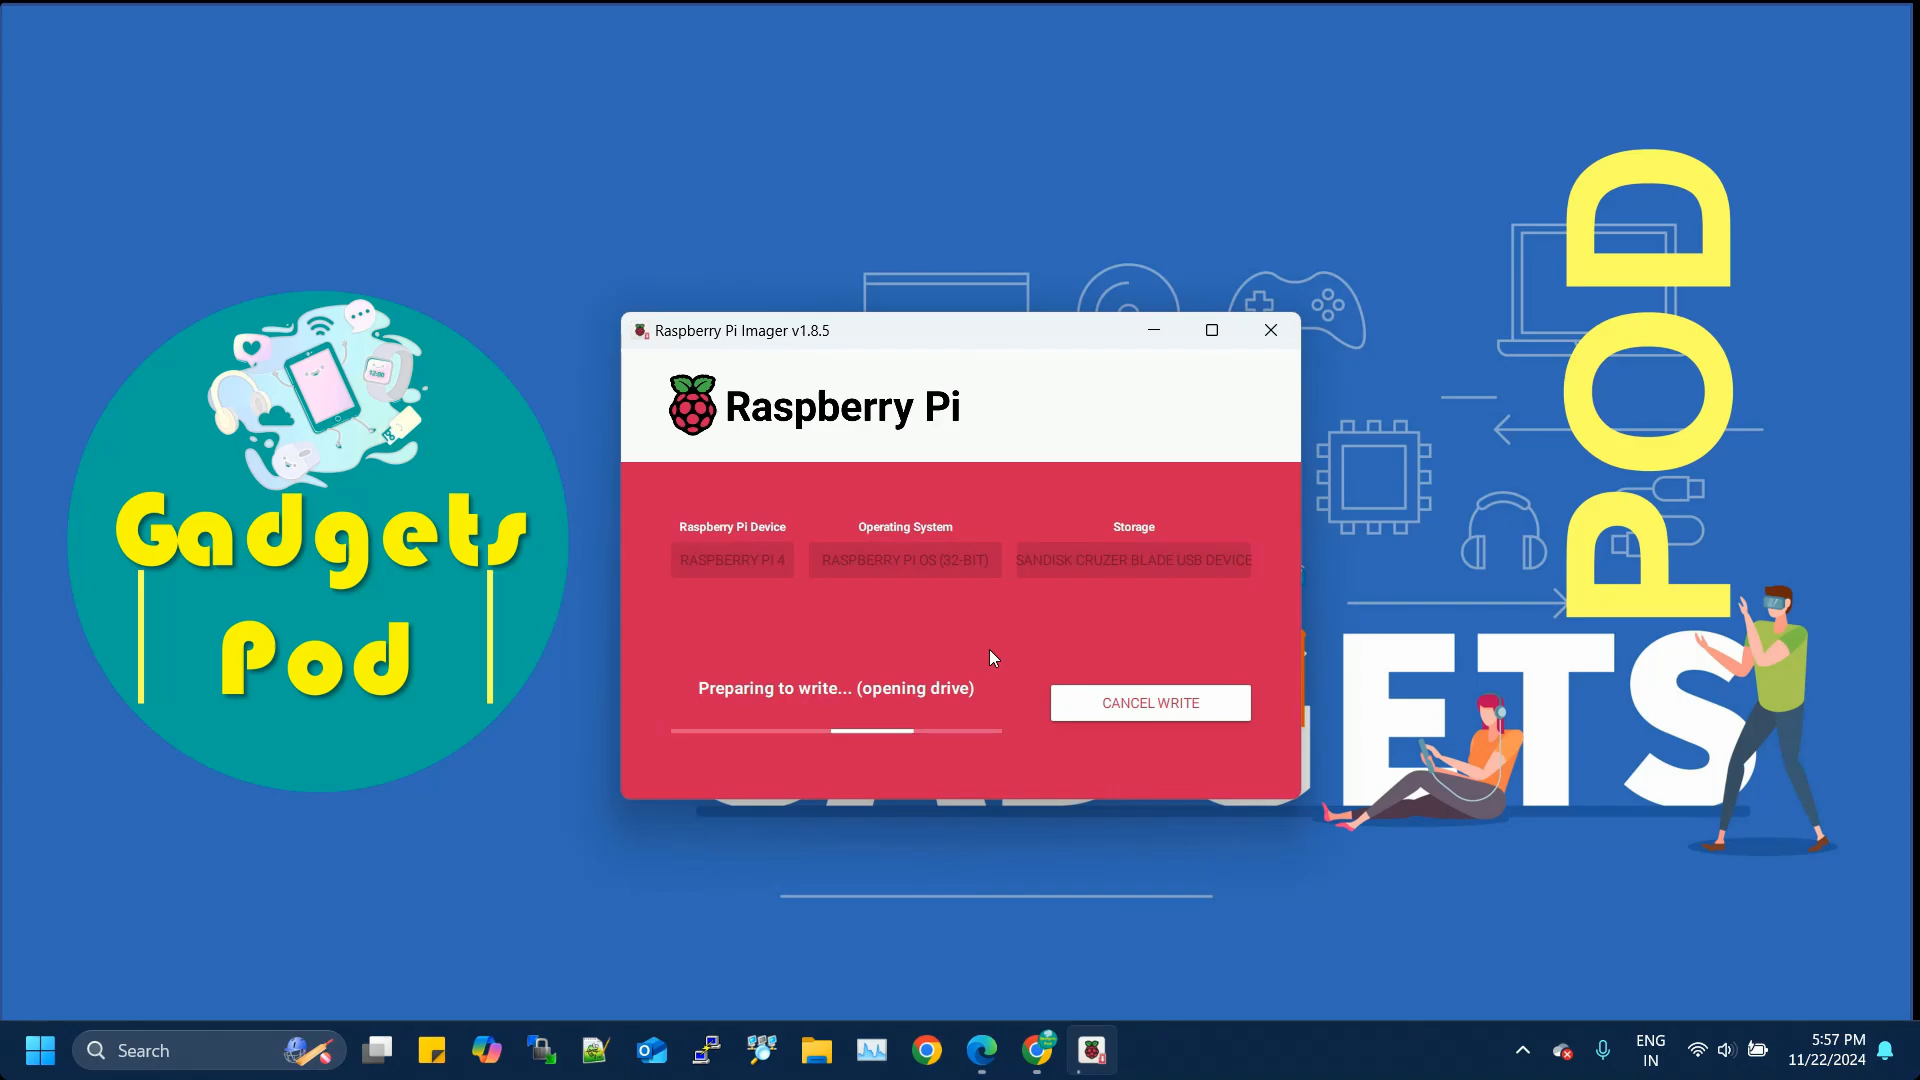 Gadgets
Pod
POD
ETS
Raspberry Pi Imager v1.8.5
Raspberry Pi
Raspberry Pi Device
Operating System
Storage
RASPBERRY PI 4
RASPBERRY PI OS (32-BIT)
SANDISK CRUZER BLADE USB DEVICE
Preparing to write... (opening drive)
CANCEL WRITE
Search
ENG
IN
5:57 PM
11/22/2024